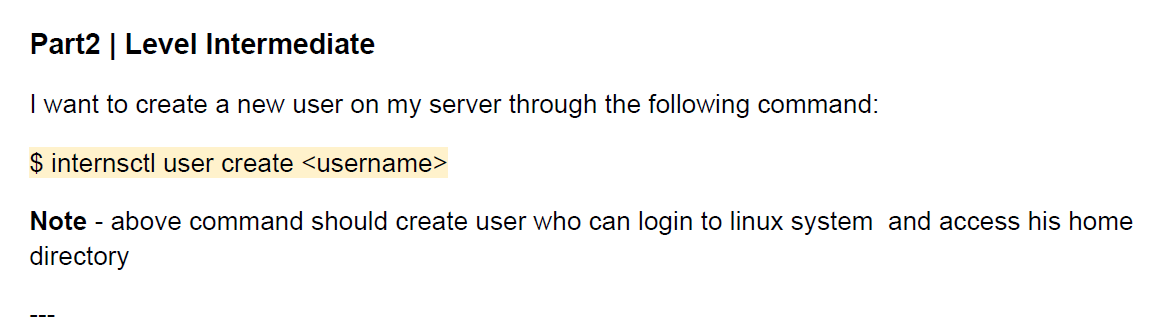 Part2 | Level Intermediate
I want to create a new user on my server through the following command:
$ internsctl user create <username>
Note - above command should create user who can login to linux system  and access his home
directory
---